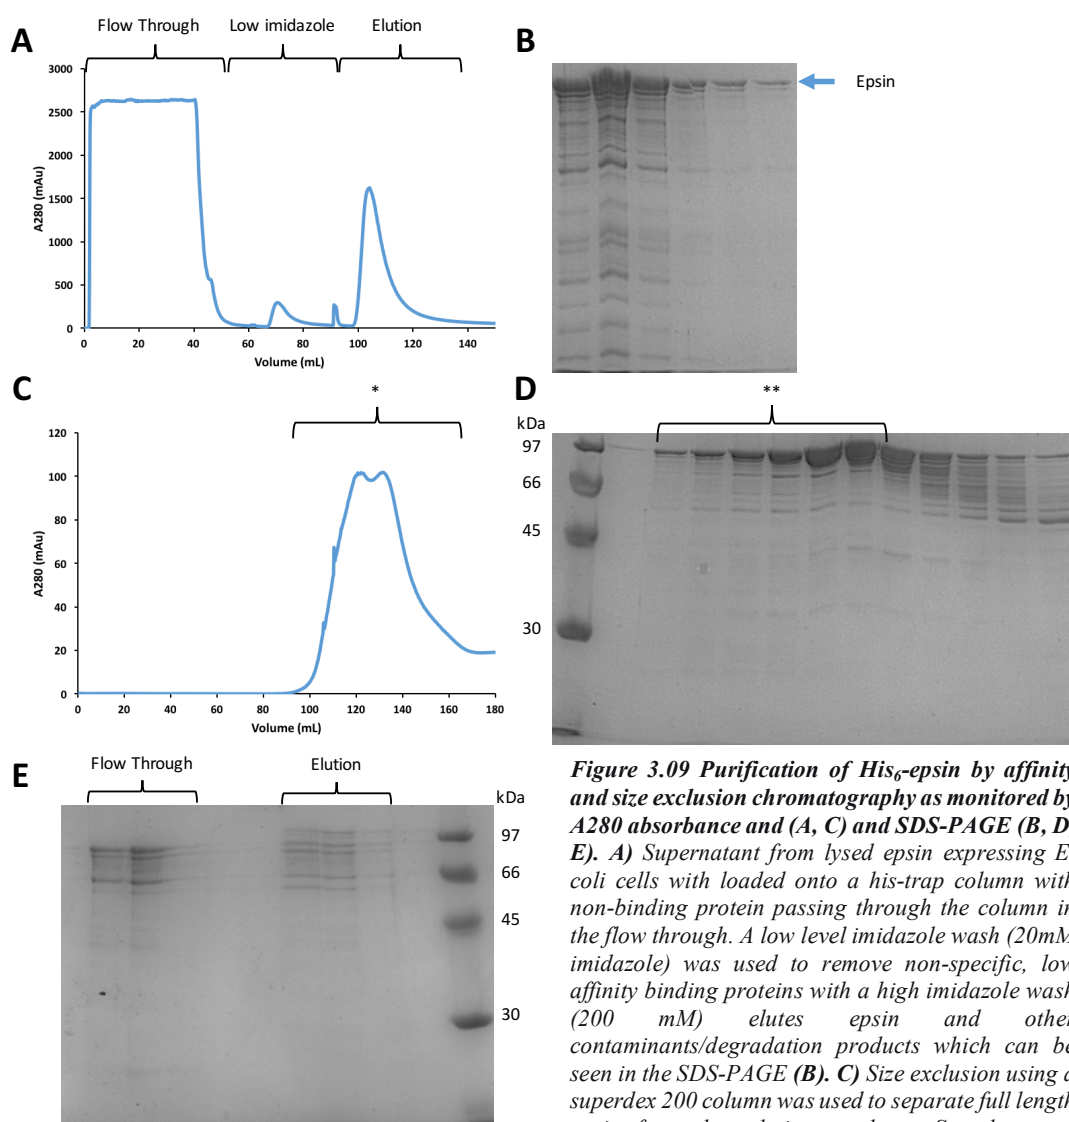 A
Flow Through
Low imidazole
Elution
3000
2500
2000
1500
1000
500
0
A280 (mAu)
0 20 40 60 80 100 120 140
Volume (mL)
B
Epsin
C
*
120
100
80
60
40
20
0
A280 (mAu)
0 20 40 60 80 100 120 140 160 180
Volume (mL)
D
**
kDa
97
66
45
30
E
Flow Through
Elution
kDa
97
66
45
30
Figure 3.09 Purification of His6-epsin by affinity
and size exclusion chromatography as monitored by
A280 absorbance and (A, C) and SDS-PAGE (B, D,
E). A) Supernatant from lysed epsin expressing E.
coli cells with loaded onto a his-trap column with
non-binding protein passing through the column in
the flow through. A low level imidazole wash (20mM
imidazole) was used to remove non-specific, low
affinity binding proteins with a high imidazole wash
(200 mM) elutes epsin and other
contaminants/degradation products which can be
seen in the SDS-PAGE (B). C) Size exclusion using a
superdex 200 column was used to separate full length